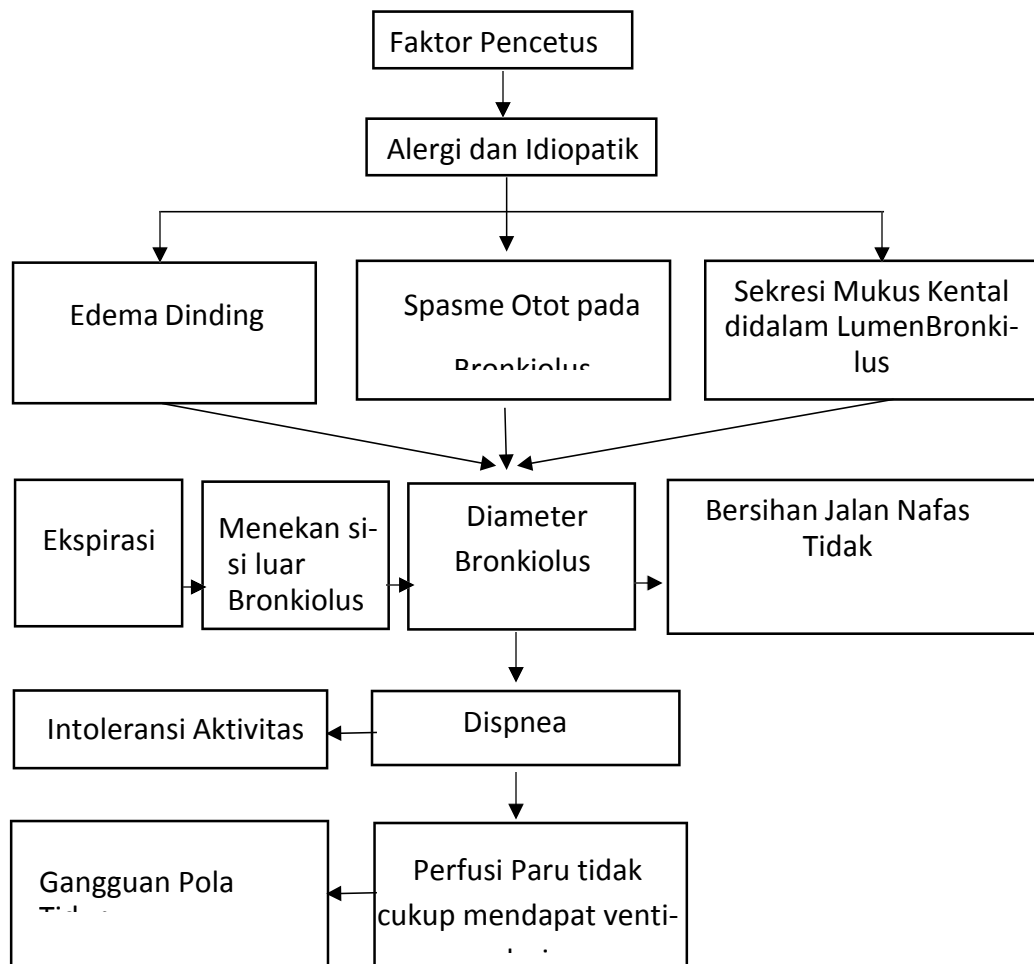 Faktor Pencetus
Alergi dan Idiopatik
Edema Dinding
Spasme Otot pada
Bronkiolus
Sekresi Mukus Kental
didalam LumenBronki-
lus
Ekspirasi
Menekan si-
si luar
Bronkiolus
Diameter
Bronkiolus
Bersihan Jalan Nafas
Tidak
Intoleransi Aktivitas
Dispnea
Gangguan Pola
Perfusi Paru tidak
cukup mendapat venti-